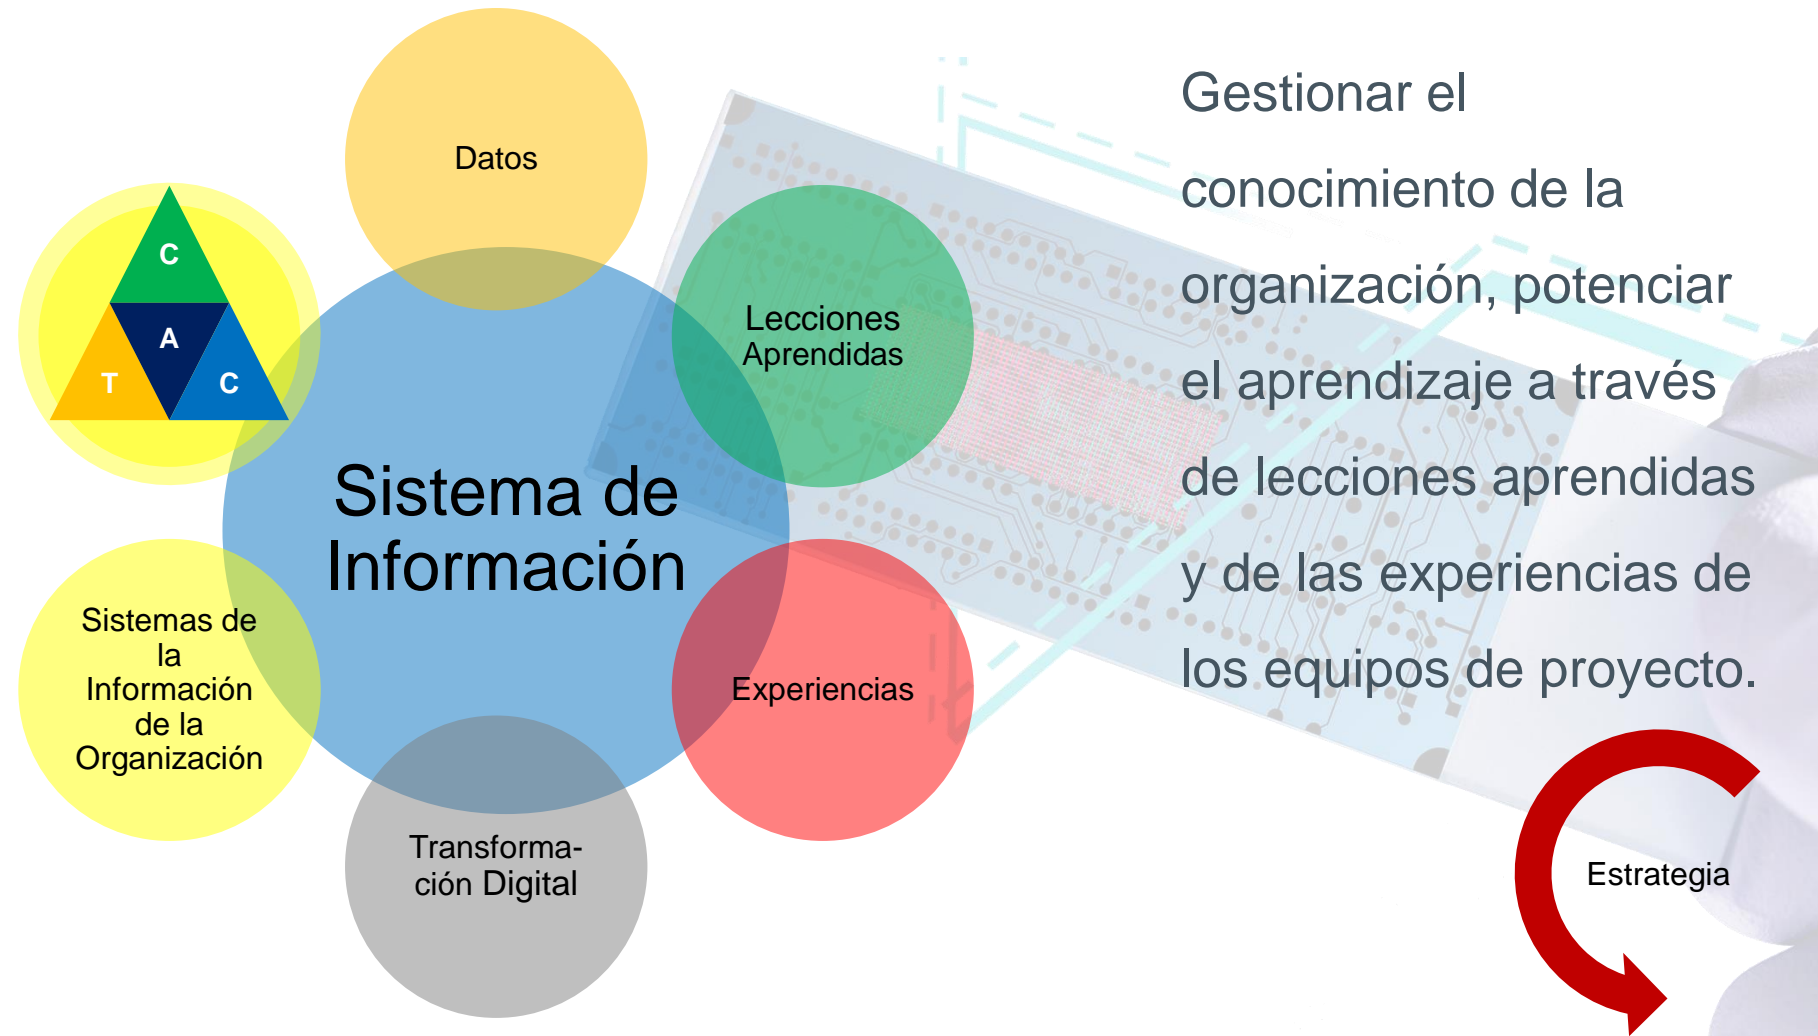 Datos
C
A
T
C
Lecciones
Aprendidas
Sistema de
Información
Sistemas de
la
Información
de la
Organización
Experiencias
Transforma-
ción Digital
Gestionar el
conocimiento de la
organización, potenciar
el aprendizaje a través
de lecciones aprendidas
y de las experiencias de
los equipos de proyecto.
Estrategia